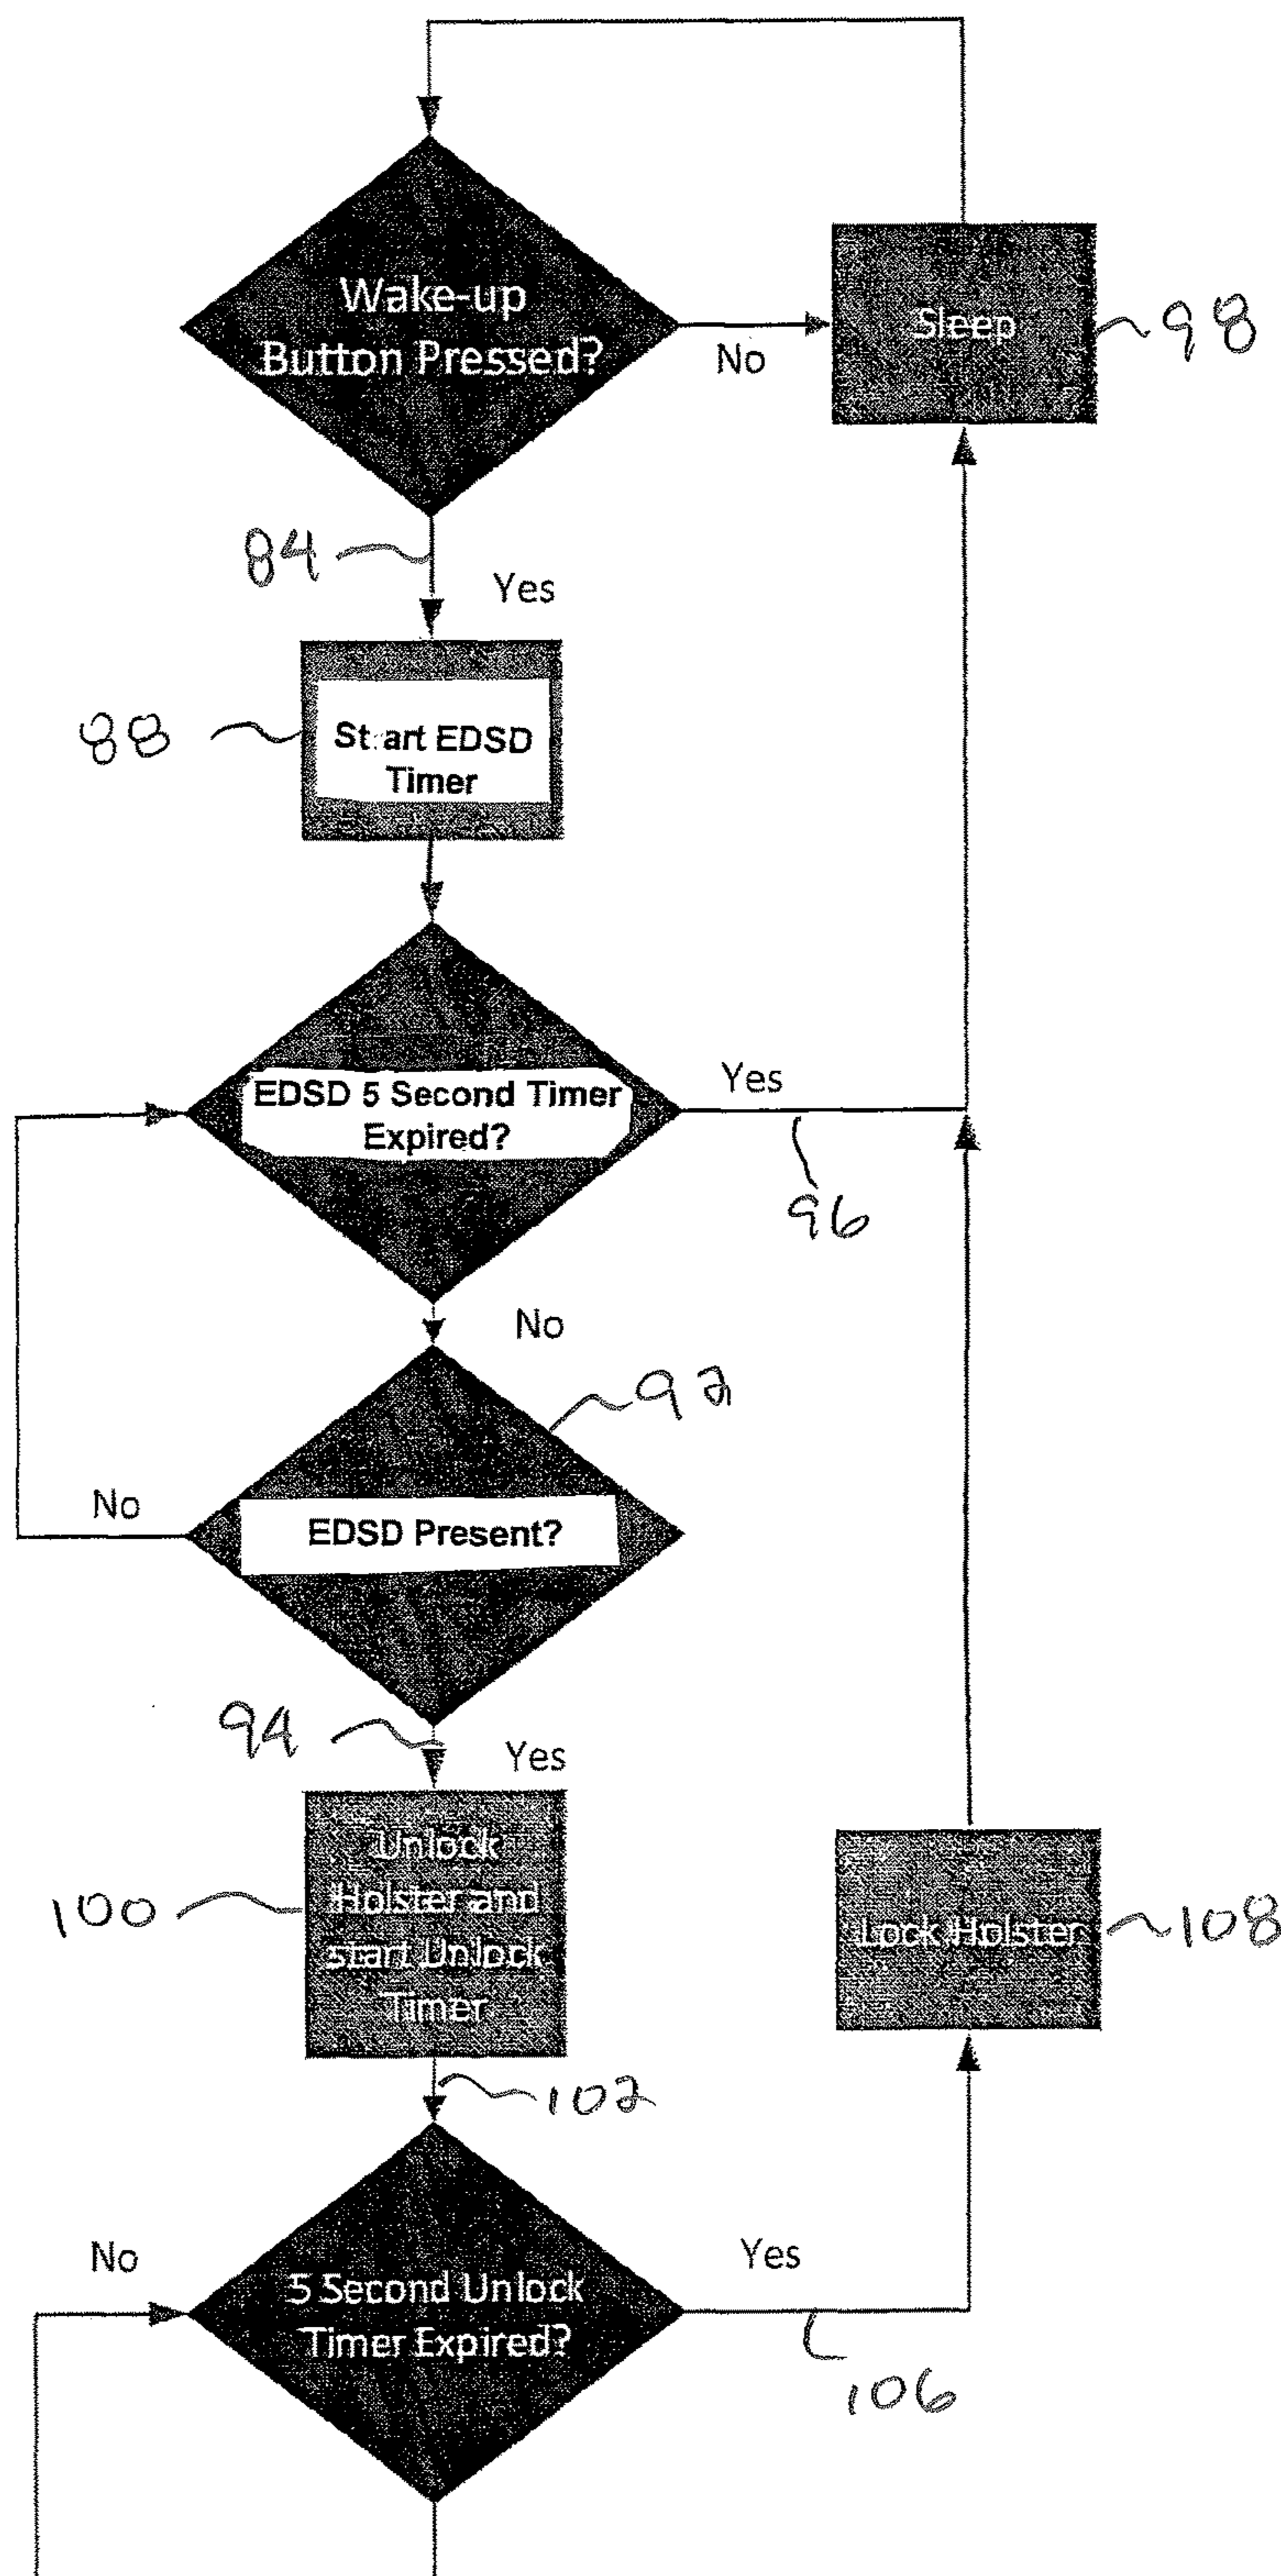 Wake-up
Button Pressed?
No
Sleep
98
84
Yes
88
Start EDSD
Timer
EDSD 5 Second Timer
Expired?
Yes
96
No
92
No
EDSD Present?
94
Yes
100
Unlock
Holster and
start Unlock
Timer
Lock Holster
108
102
No
5 Second Unlock
Timer Expired?
Yes
106